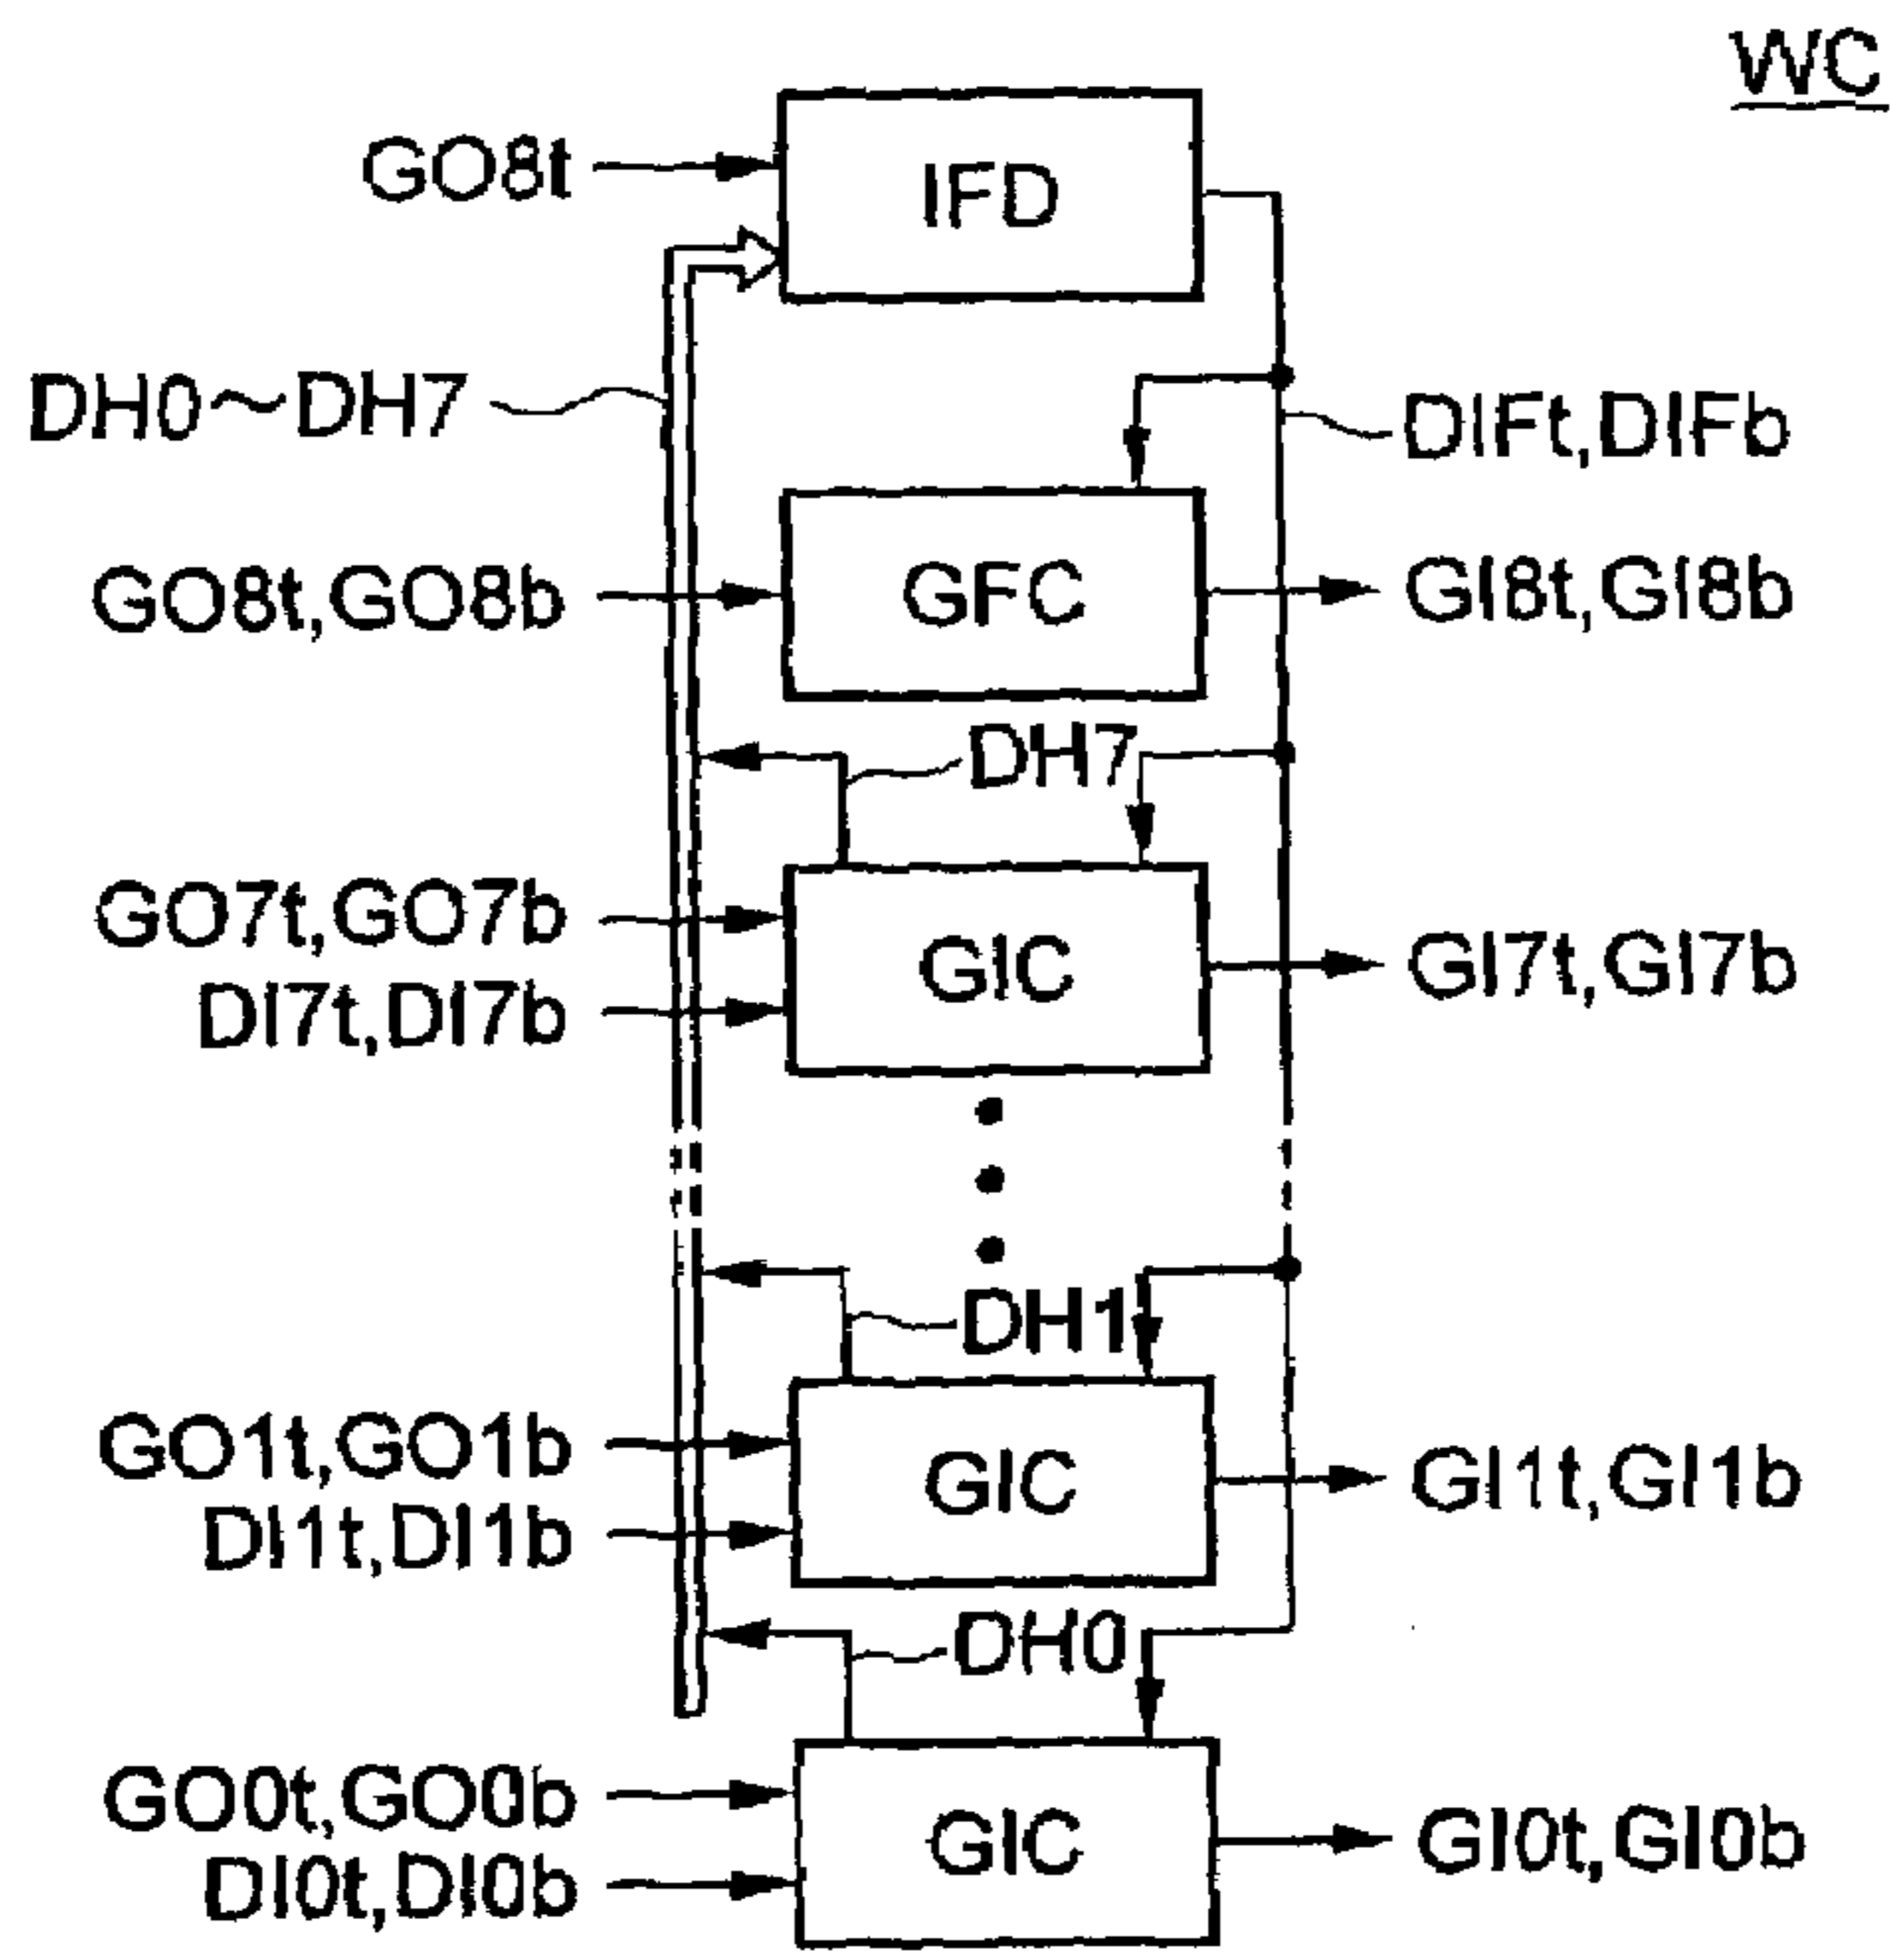 WC
GO8t
IFD
DH0～DH7
DIFt,DIFb
GO8t,GO8b
GFC
GI8t,GI8b
DH7
GO7t,GO7b
DI7t,DI7b
GIC
GI7t,GI7b
DH1
GO1t,GO1b
DI1t,DI1b
GIC
GI1t,GI1b
DH0
GO0t,GO0b
DI0t,DI0b
GIC
GI0t,GI0b